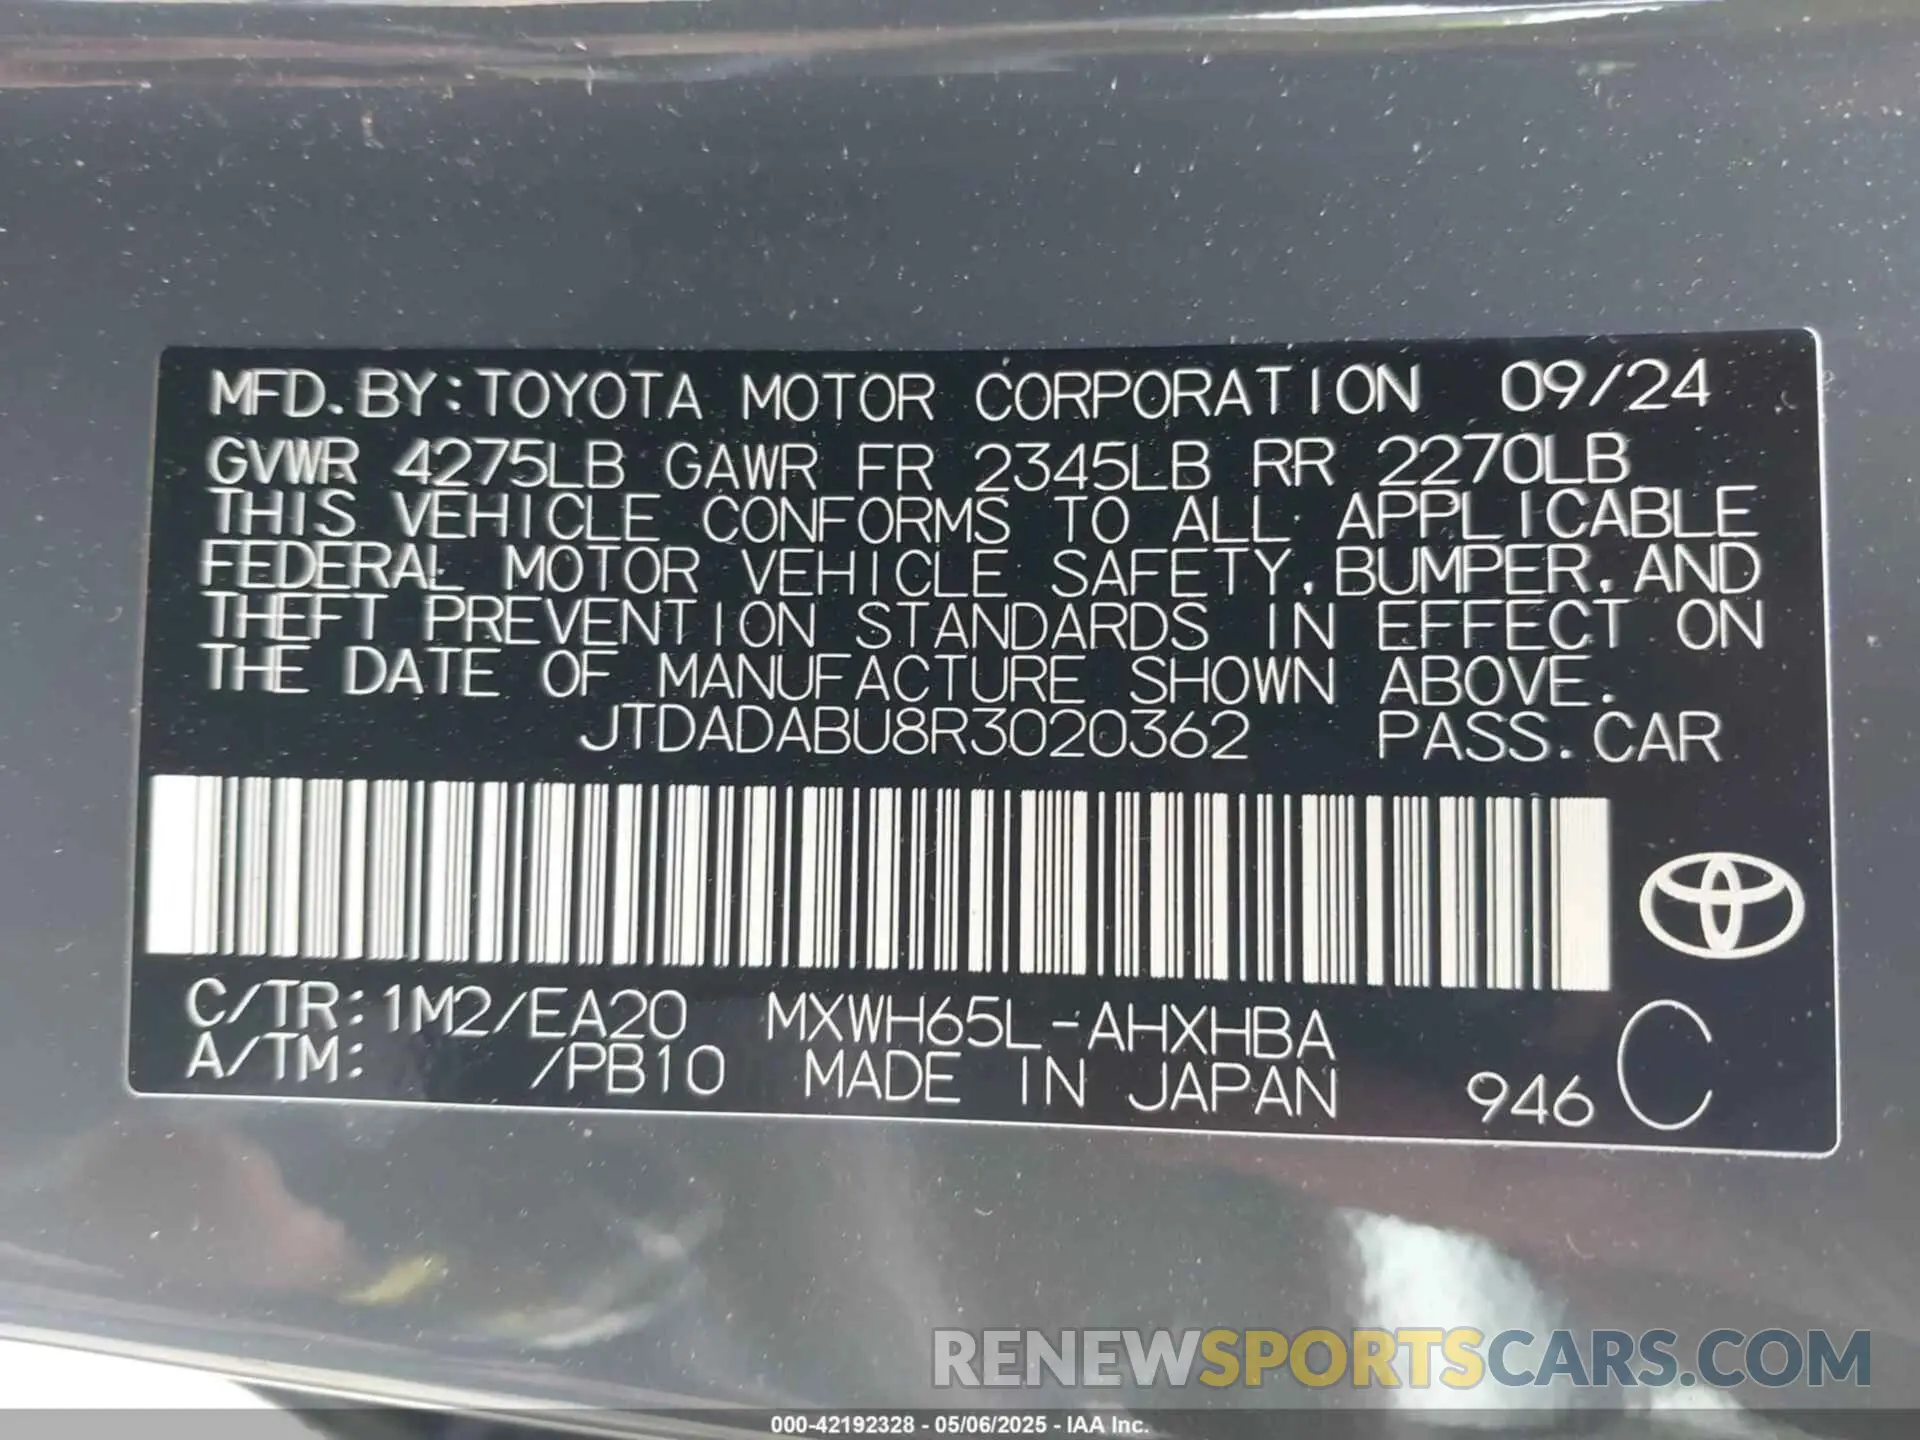 MFD. BY: TOYOTA MOTOR CORPORATION 09/24
GVWR 4275LB GAWR FR 2345LB RR 2270LB
THIS VEHICLE CONFORMS TO ALL APPLICABLE
FEDERAL MOTOR VEHICLE SAFETY, BUMPER, AND
THEFT PREVENTION STANDARDS IN EFFECT ON
THE DATE OF MANUFACTURE SHOWN ABOVE.
JTDADABU8R3020362 PASS. CAR
C/TR: 1M2/EA20 MXWH65L-AHXHBA
A/TM: /PB10 MADE IN JAPAN 946 C
RENEWSPORTSCARS.COM
000-42192328 - 05/06/2025 - IAA Inc.